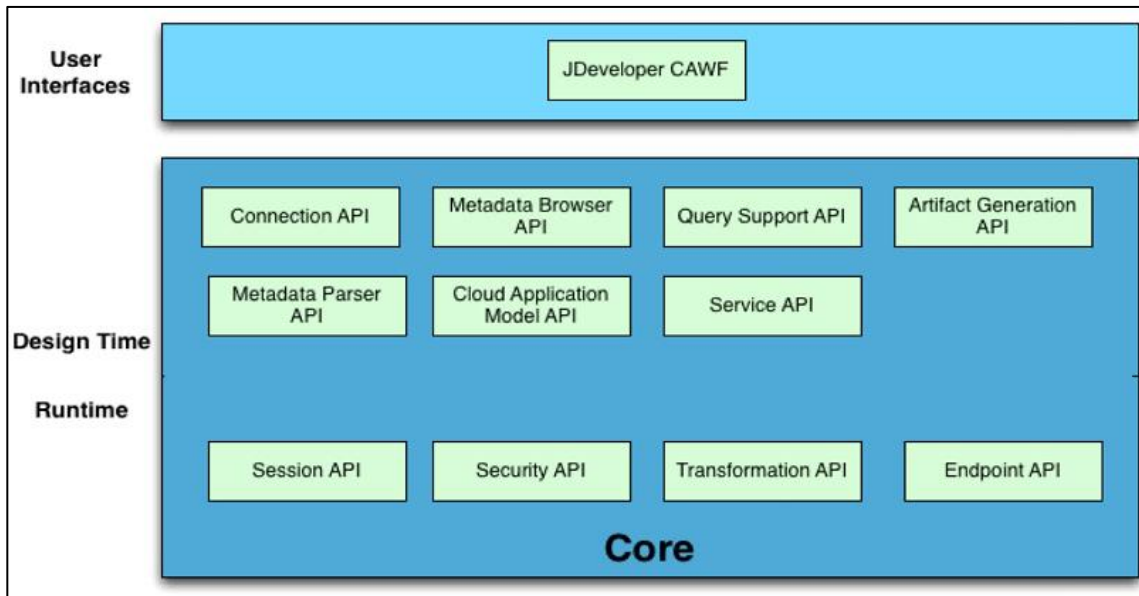 User
Interfaces
JDeveloper CAWF
Connection API
Metadata Browser
API
Query Support API
Artifact Generation
API
Metadata Parser
API
Cloud Application
Model API
Service API
Design Time
Runtime
Session API
Security API
Transformation API
Endpoint API
Core